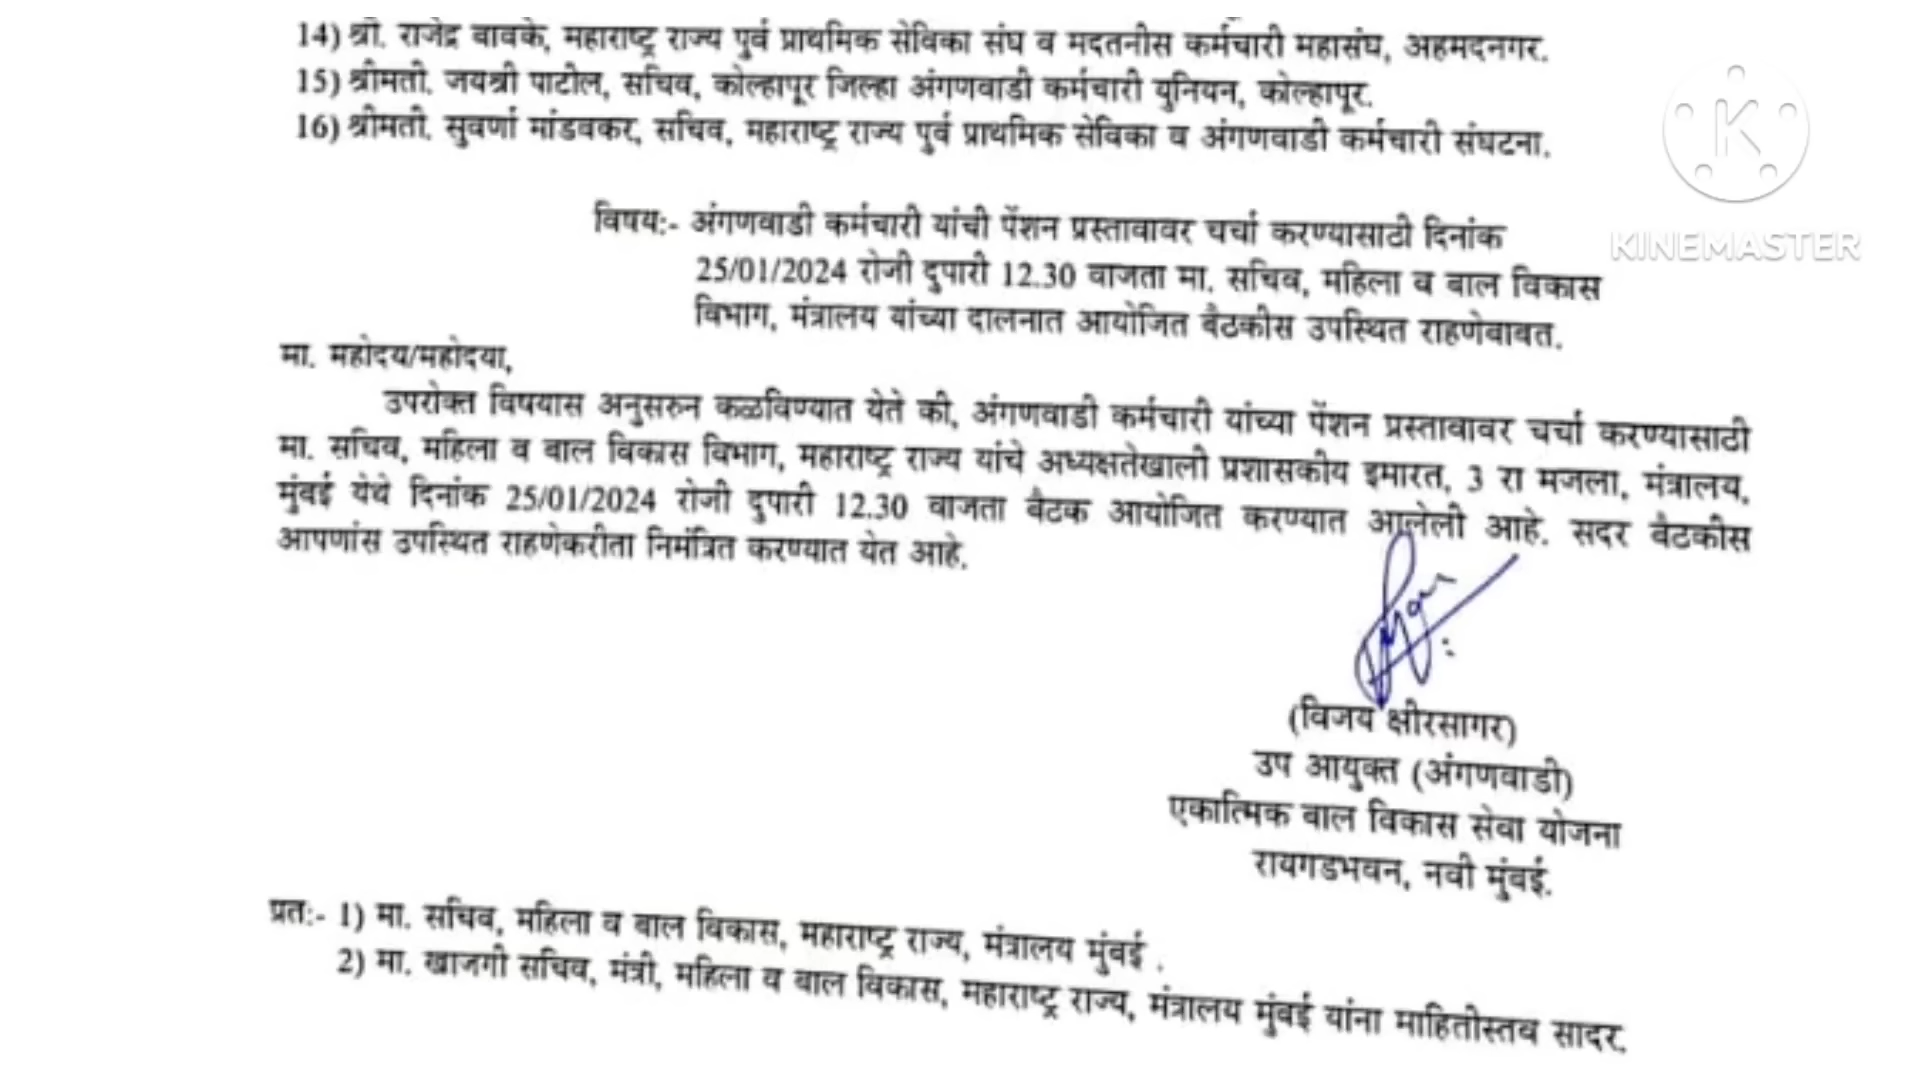 14) श्री. राजेंद्र बावके, महाराष्ट्र राज्य पुर्व प्राथमिक सेविका संघ व मदतनीस कर्मचारी महासंघ, अहमदनगर.
15) श्रीमती. जयश्री पाटील, सचिव, कोल्हापूर जिल्हा अंगणवाडी कर्मचारी युनियन, कोल्हापूर.
16) श्रीमती. सुवर्णा मांडवकर, सचिव, महाराष्ट्र राज्य पुर्व प्राथमिक सेविका व अंगणवाडी कर्मचारी संघटना.
KINEMASTER
विषय:- अंगणवाडी कर्मचारी यांची पेंशन प्रस्तावावर चर्चा करण्यासाठी दिनांक
25/01/2024 रोजी दुपारी 12.30 वाजता मा. सचिव, महिला व बाल विकास
विभाग, मंत्रालय यांच्या दालनात आयोजित बैठकीस उपस्थित राहणेबाबत.
मा. महोदय/महोदया,
उपरोक्त विषयास अनुसरुन कळविण्यात येते की, अंगणवाडी कर्मचारी यांच्या पेंशन प्रस्तावावर चर्चा करण्यासाठी
मा. सचिव, महिला व बाल विकास विभाग, महाराष्ट्र राज्य यांचे अध्यक्षतेखाली प्रशासकीय इमारत, 3 रा मजला, मंत्रालय,
मुंबई येथे दिनांक 25/01/2024 रोजी दुपारी 12.30 वाजता बैठक आयोजित करण्यात आलेली आहे. सदर बैठकीस
आपणांस उपस्थित राहणेकरीता निमंत्रित करण्यात येत आहे.
(विजय क्षीरसागर)
उप आयुक्त (अंगणवाडी)
एकात्मिक बाल विकास सेवा योजना
रायगडभवन, नवी मुंबई.
प्रत:- 1) मा. सचिव, महिला व बाल विकास, महाराष्ट्र राज्य, मंत्रालय मुंबई .
2) मा. खाजगी सचिव, मंत्री, महिला व बाल विकास, महाराष्ट्र राज्य, मंत्रालय मुंबई यांना माहितीस्तव सादर.